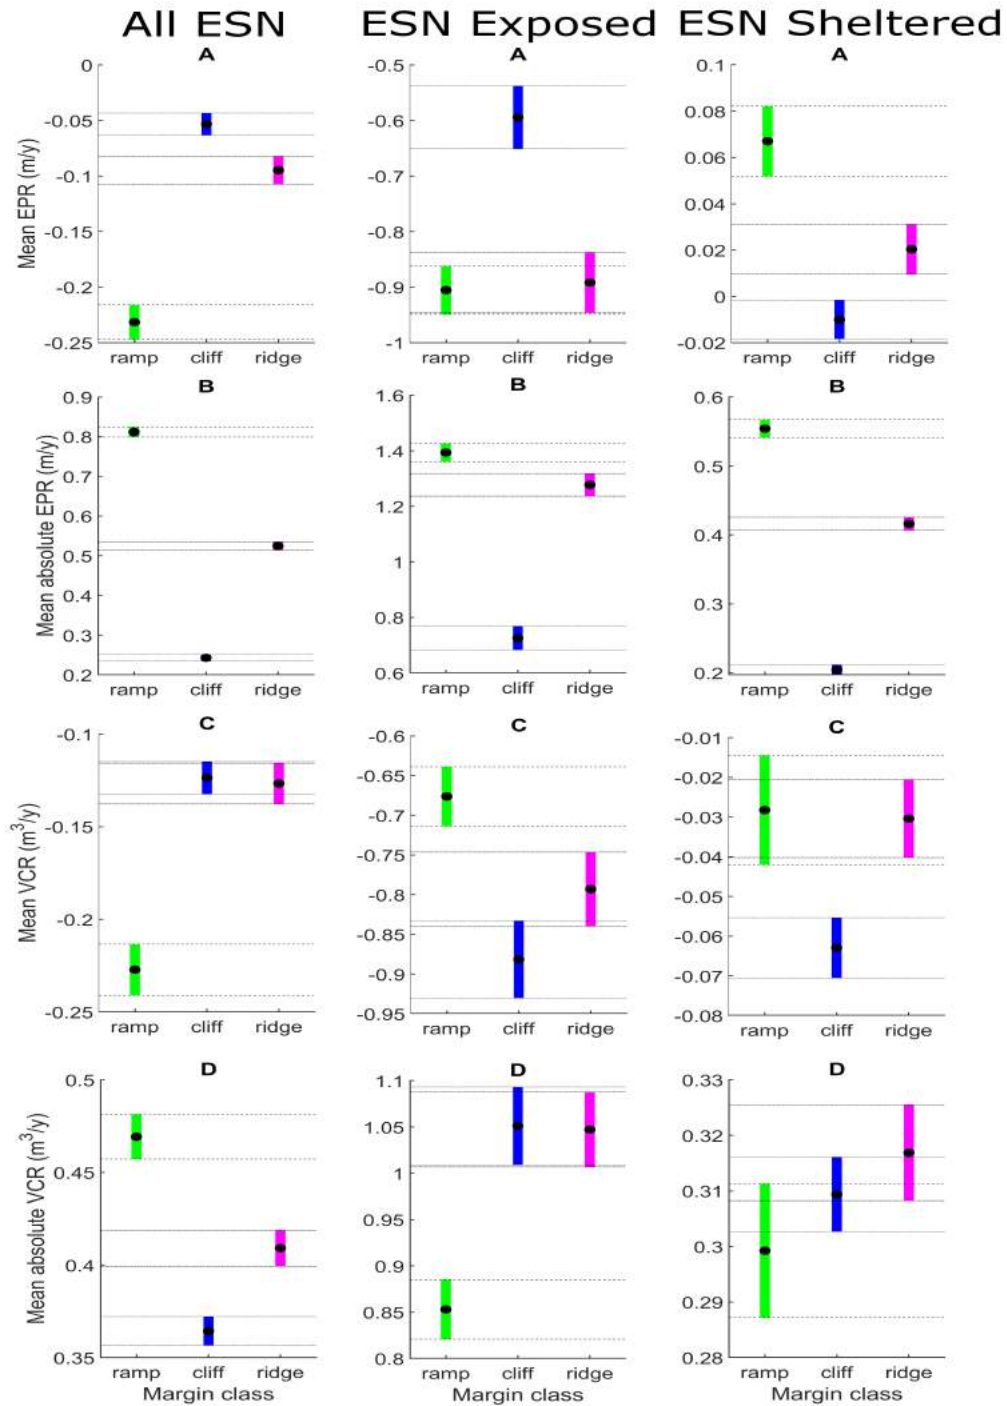 All ESN ESN Exposed ESN Sheltered
A A A
Mean EPR (m/y)
0 -0.05 -0.1 -0.15 -0.2 -0.25
-0.5 -0.6 -0.7 -0.8 -0.9 -1
0.1 0.08 0.06 0.04 0.02 0 -0.02
ramp cliff ridge ramp cliff ridge ramp cliff ridge
B B B
Mean absolute EPR (m/y)
0.9 0.8 0.7 0.6 0.5 0.4 0.3 0.2
1.6 1.4 1.2 1 0.8 0.6
0.6 0.5 0.4 0.3 0.2
ramp cliff ridge ramp cliff ridge ramp cliff ridge
C C C
Mean VCR (m³/y)
-0.1 -0.15 -0.2 -0.25
-0.6 -0.65 -0.7 -0.75 -0.8 -0.85 -0.9 -0.95
-0.01 -0.02 -0.03 -0.04 -0.05 -0.06 -0.07 -0.08
ramp cliff ridge ramp cliff ridge ramp cliff ridge
D D D
Mean absolute VCR (m³/y)
0.5 0.45 0.4 0.35
1.1 1.05 1 0.95 0.9 0.85 0.8
0.33 0.32 0.31 0.3 0.29 0.28
ramp cliff ridge ramp cliff ridge ramp cliff ridge
Margin class Margin class Margin class